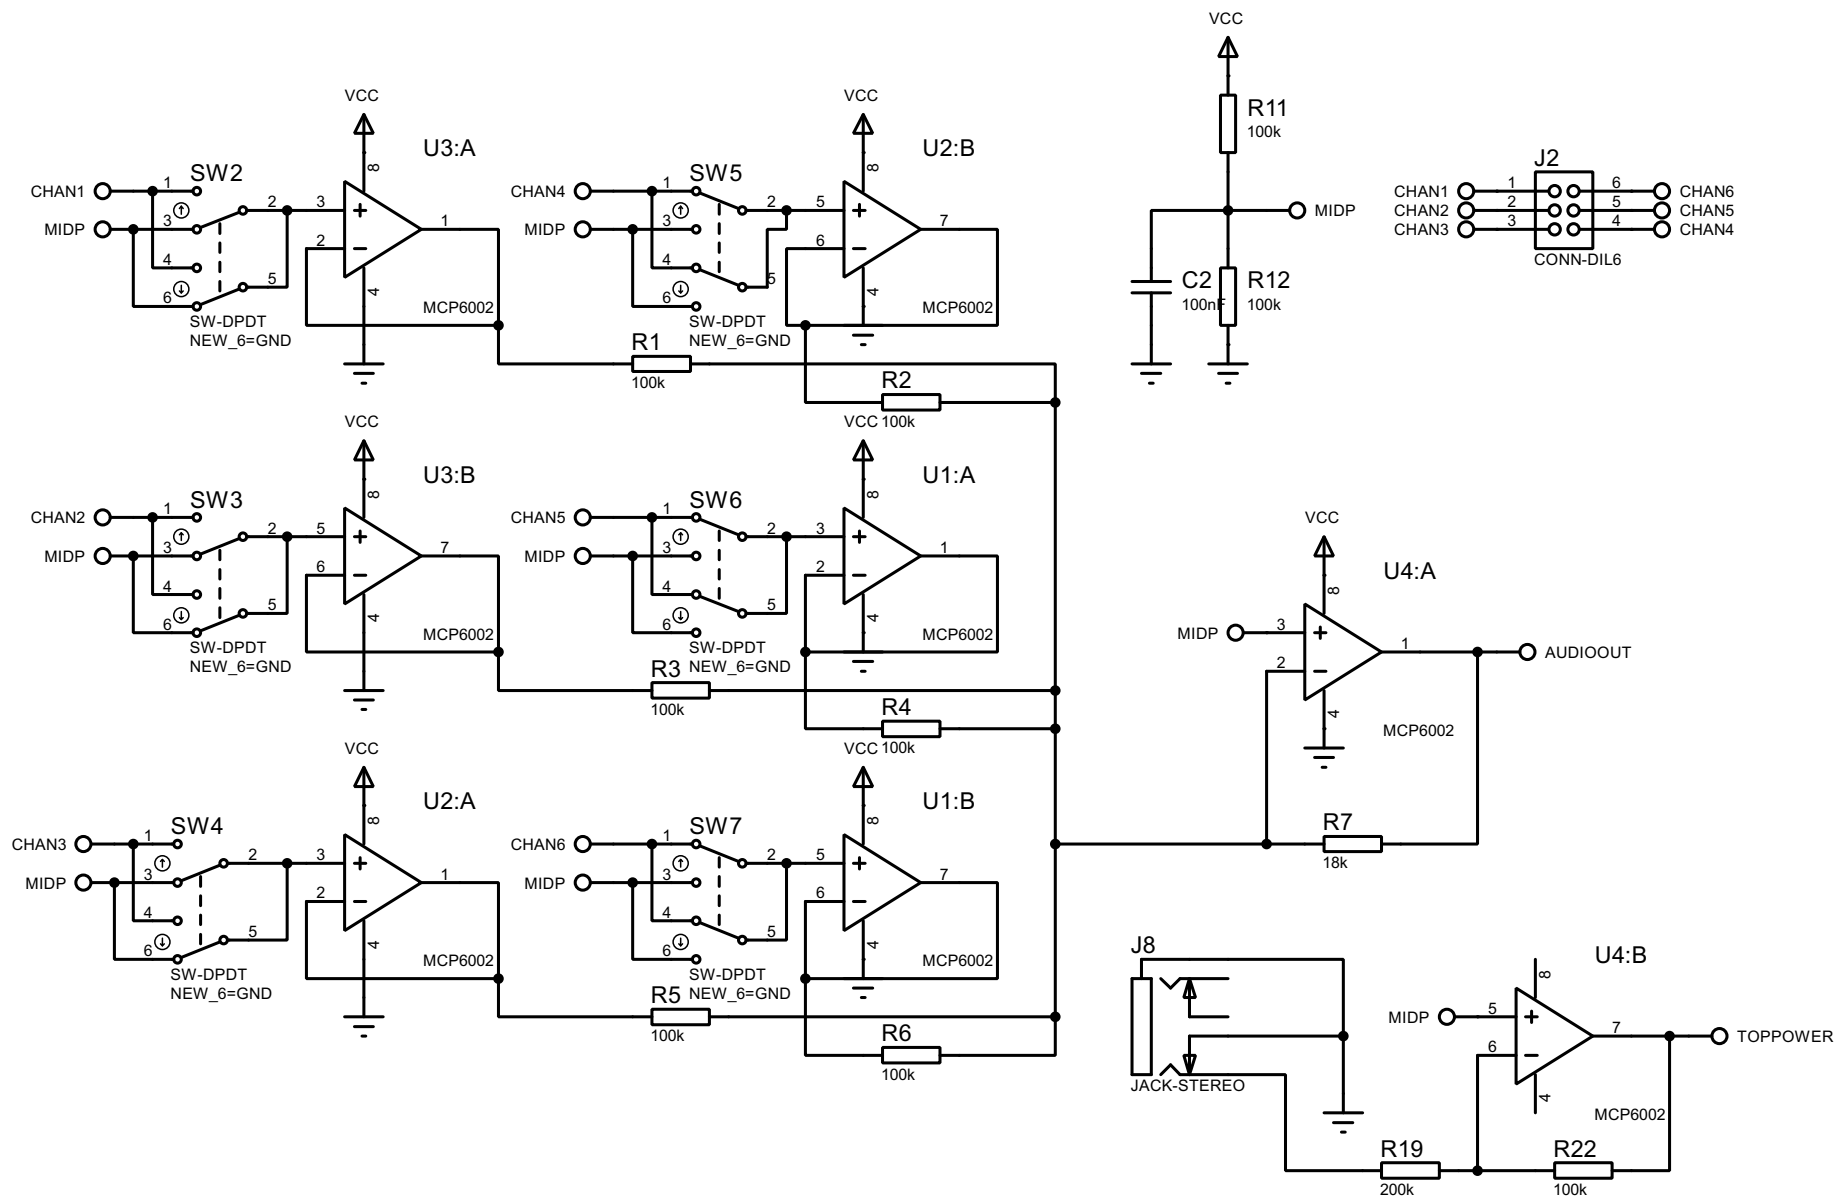 VCC
VCC
VCC
U3:A
U2:B
R11
100k
J2
SW2
SW5
8
8
CHAN1
1
CHAN4
1
CHAN1
1
6
CHAN6
2
3
+
1
2
5
+
7
MIDP
CHAN2
2
5
CHAN5
MIDP
3
MIDP
3
CHAN3
3
4
CHAN4
2
−
6
−
4
4
CONN-DIL6
5
5
C2
R12
6
4
6
4
100nF
100k
SW-DPDT
MCP6002
SW-DPDT
MCP6002
NEW_6=GND
NEW_6=GND
R1
100k
R2
100k
VCC
VCC
U3:B
U1:A
SW3
SW6
8
8
CHAN2
1
CHAN5
1
2
5
+
7
2
3
+
1
MIDP
3
MIDP
3
6
−
2
−
4
4
5
5
6
4
6
4
SW-DPDT
MCP6002
SW-DPDT
MCP6002
NEW_6=GND
NEW_6=GND
R3
100k
R4
100k
VCC
U4:A
8
MIDP
3
+
1
AUDIOOUT
2
−
4
MCP6002
R7
18k
VCC
VCC
U2:A
U1:B
SW4
SW7
8
8
CHAN3
1
CHAN6
1
2
3
+
1
2
5
+
7
MIDP
3
MIDP
3
2
−
6
−
4
4
5
5
6
4
6
4
SW-DPDT
MCP6002
SW-DPDT
MCP6002
NEW_6=GND
NEW_6=GND
R5
100k
R6
100k
J8
JACK-STEREO
U4:B
8
MIDP
5
+
7
TOPPOWER
6
−
4
MCP6002
R19
200k
R22
100k